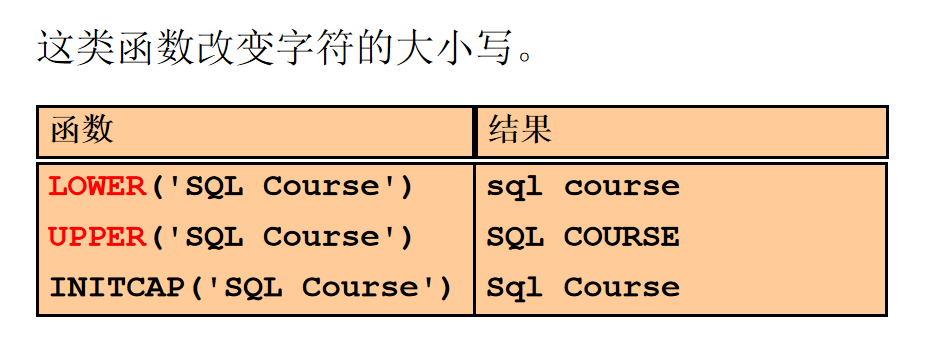 这类函数改变字符的大小写。
函数 结果
LOWER('SQL Course') sql course
UPPER('SQL Course') SQL COURSE
INITCAP('SQL Course') Sql Course